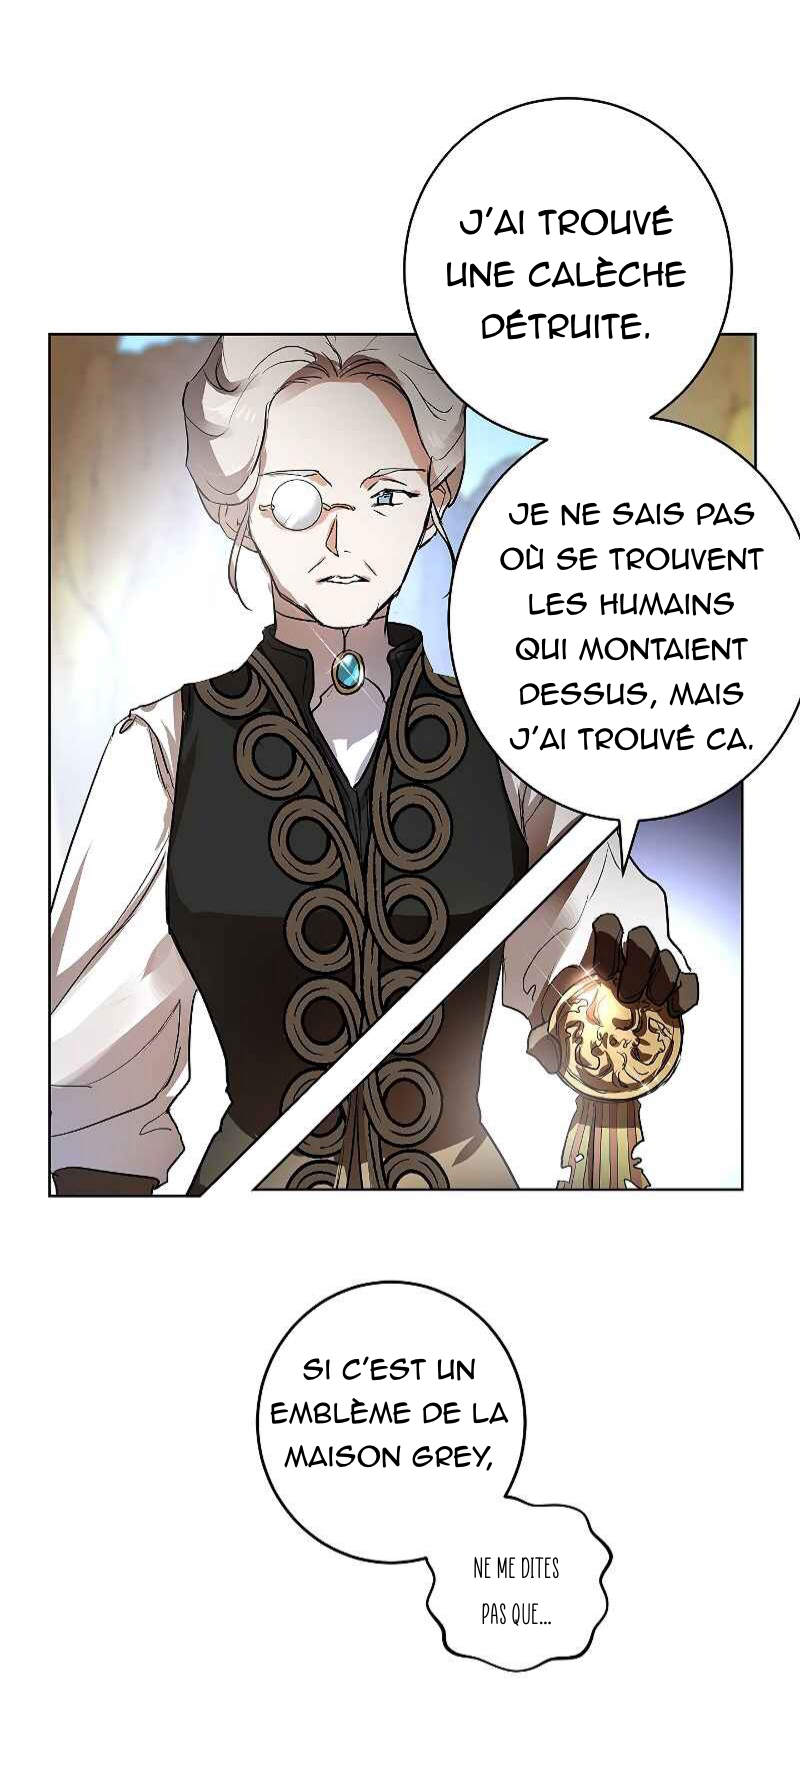 J'AI TROUVÉ
UNE CALÈCHE
DÉTRUITE.
JE NE SAIS PAS
OÙ SE TROUVENT
LES HUMAINS
QUI MONTAIENT
DESSUS, MAIS
J'AI TROUVÉ CA.
SI C'EST UN
EMBLÈME DE LA
MAISON GREY,
NE ME DITES
PAS QUE...